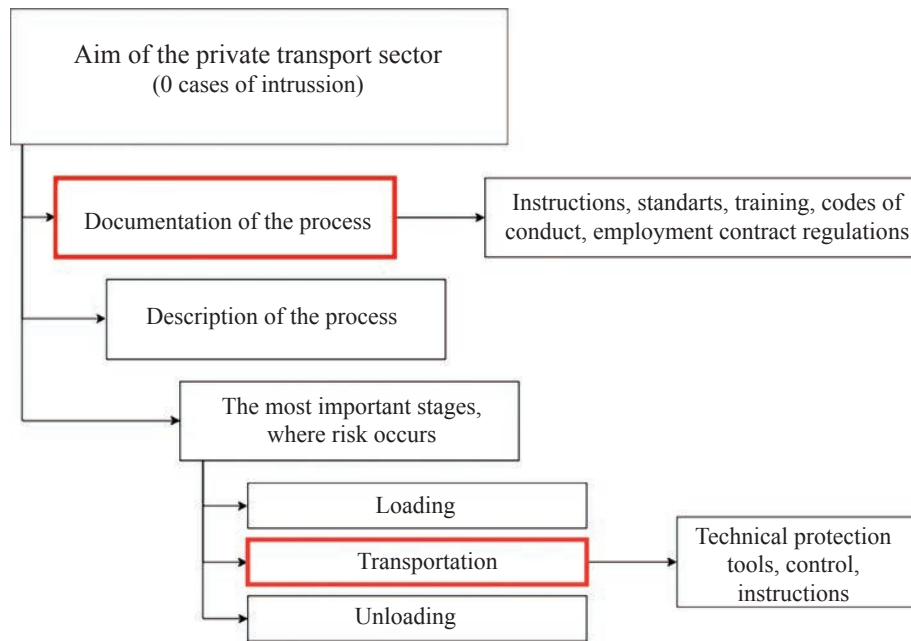 Aim of the private transport sector
(0 cases of intrussion)
Documentation of the process
Instructions, standarts, training, codes of
conduct, employment contract regulations
Description of the process
The most important stages,
where risk occurs
Loading
Transportation
Technical protection
tools, control,
instructions
Unloading